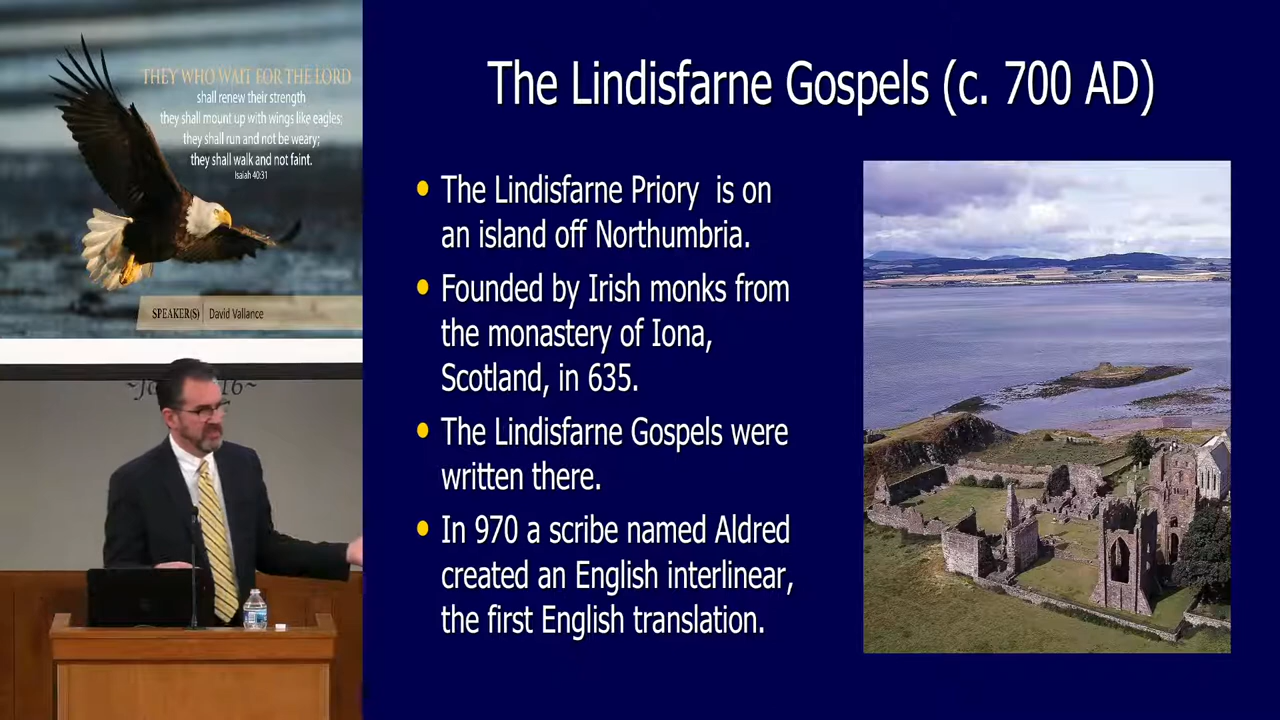 THEY WHO WAIT FOR THE LORD
shall renew their strength
they shall mount up with wings like eagles;
they shall run and not be weary;
they shall walk and not faint.
Isaiah 40:31
SPEAKER(S) David Vallance
The Lindisfarne Gospels (c. 700 AD)
• The Lindisfarne Priory is on
an island off Northumbria.
• Founded by Irish monks from
the monastery of Iona,
Scotland, in 635.
• The Lindisfarne Gospels were
written there.
• In 970 a scribe named Aldred
created an English interlinear,
the first English translation.